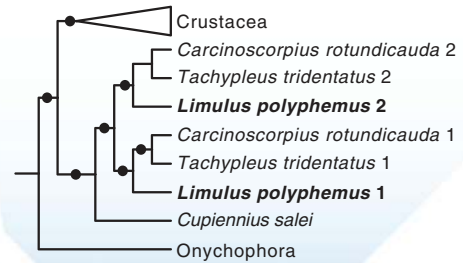 Crustacea
Carcinoscorpius rotundicauda 2
Tachypleus tridentatus 2
Limulus polyphemus 2
Carcinoscorpius rotundicauda 1
Tachypleus tridentatus 1
Limulus polyphemus 1
Cupiennius salei
Onychophora